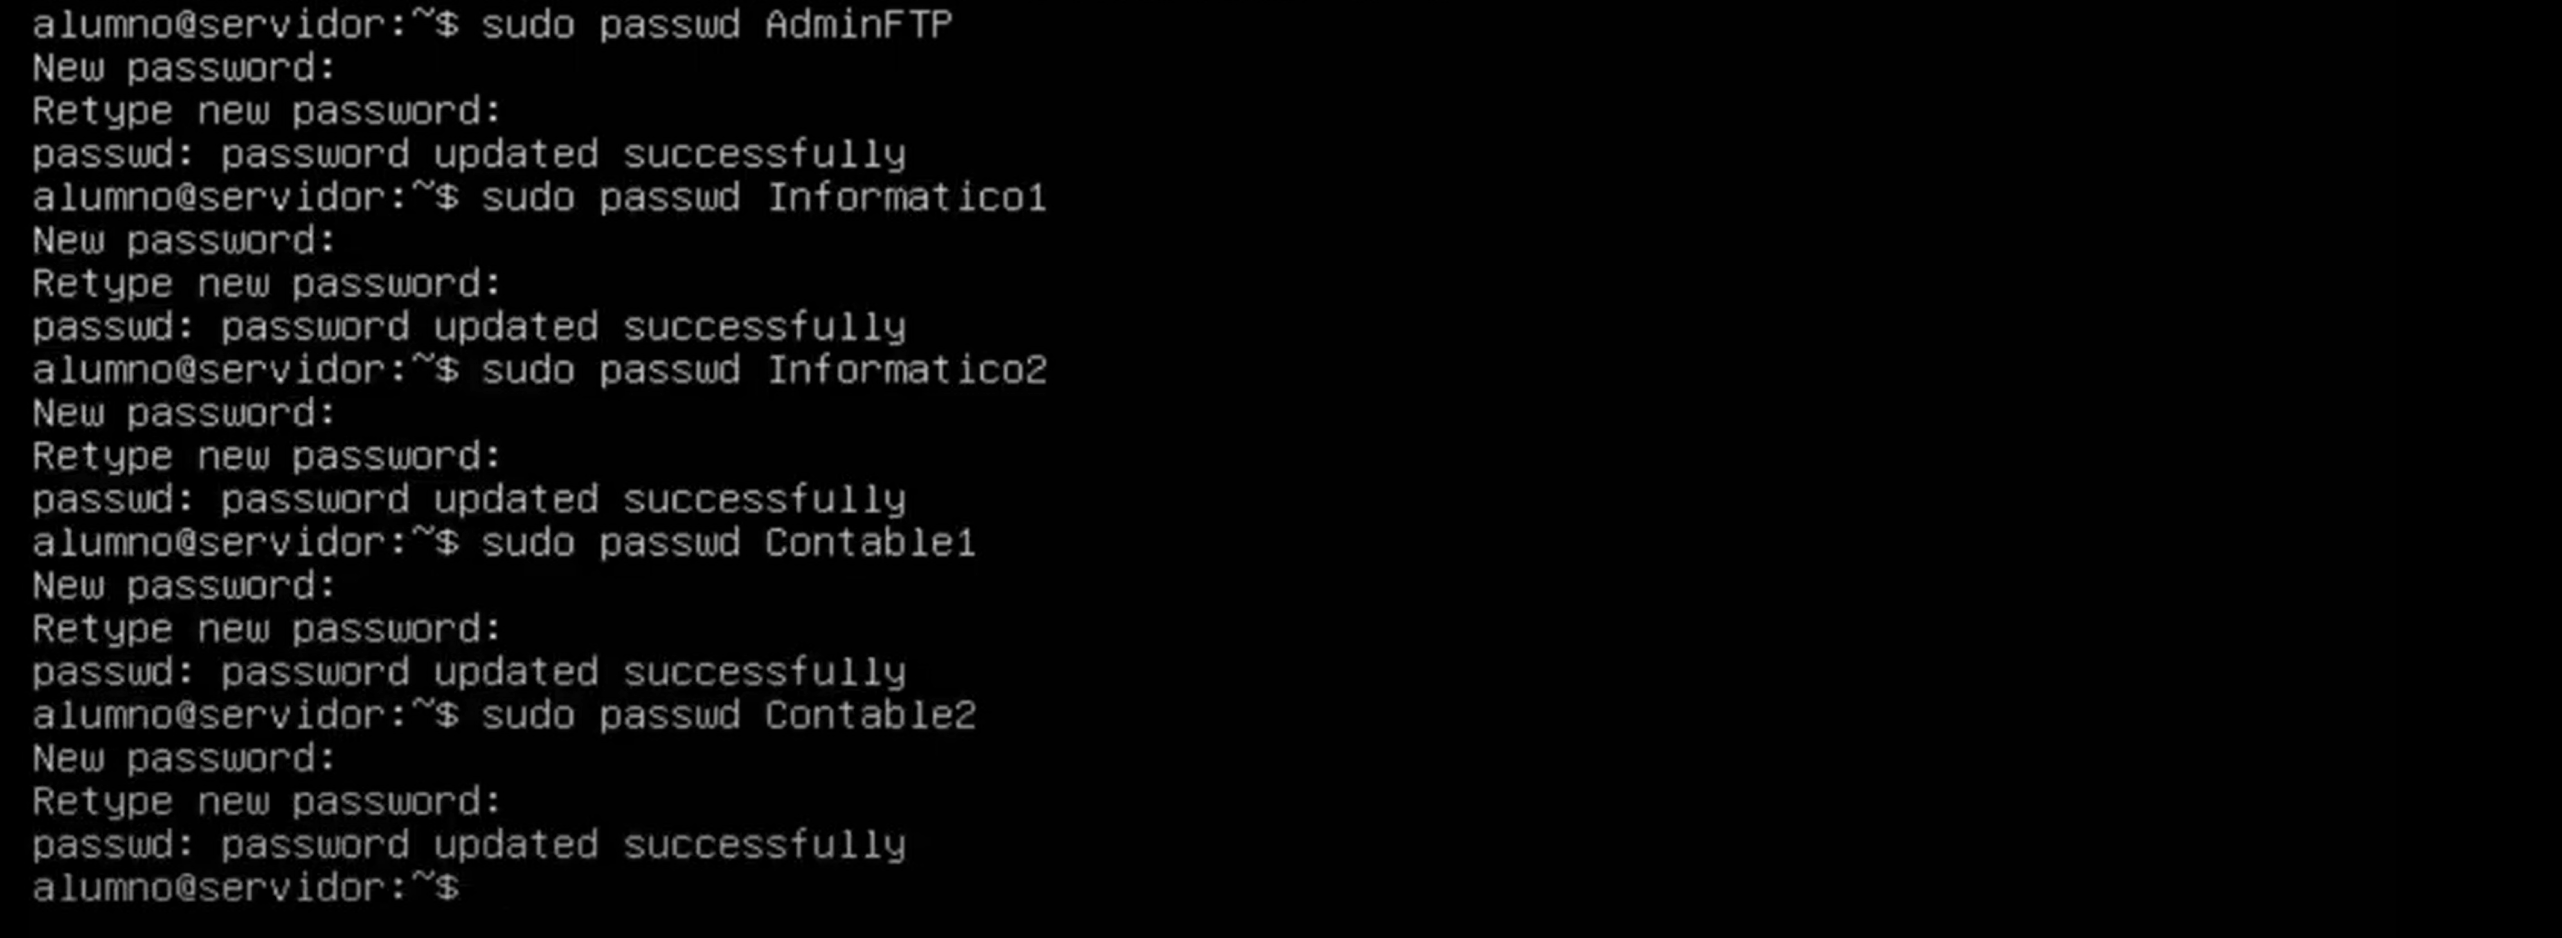 alumno@servidor:~$ sudo passwd AdminFTP
New password:
Retype new password:
passwd: password updated successfully
alumno@servidor:~$ sudo passwd Informatico1
New password:
Retype new password:
passwd: password updated successfully
alumno@servidor:~$ sudo passwd Informatico2
New password:
Retype new password:
passwd: password updated successfully
alumno@servidor:~$ sudo passwd Contable1
New password:
Retype new password:
passwd: password updated successfully
alumno@servidor:~$ sudo passwd Contable2
New password:
Retype new password:
passwd: password updated successfully
alumno@servidor:~$